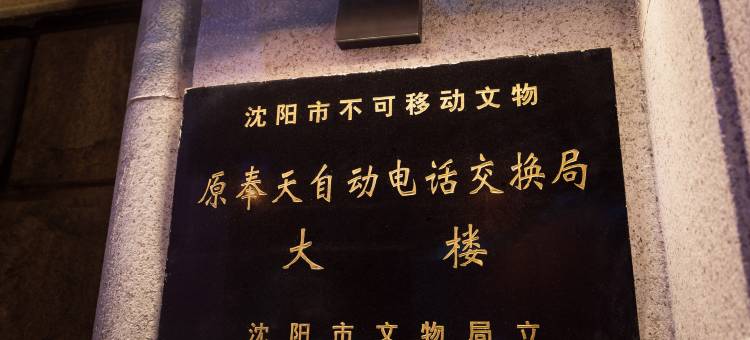 沈阳市不可移动文物
原奉天自动电话交换局
大楼
沈阳市文物局立